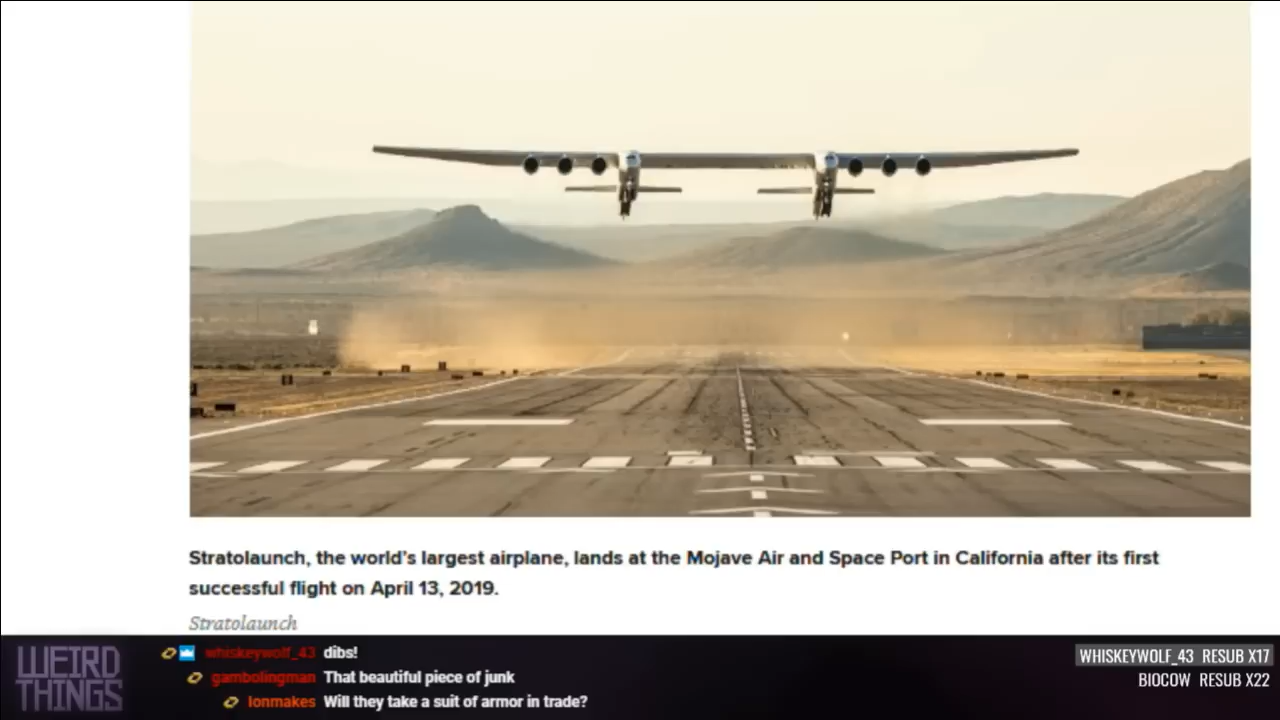 Stratolaunch, the world's largest airplane, lands at the Mojave Air and Space Port in California after its first
successful flight on April 13, 2019.
Stratolaunch
WEIRD
THINGS
whiskeywolf_43 dibs!
gambolingman That beautiful piece of junk
lonmakes Will they take a suit of armor in trade?
WHISKEYWOLF_43 RESUB X17
BIOCOW RESUB X22